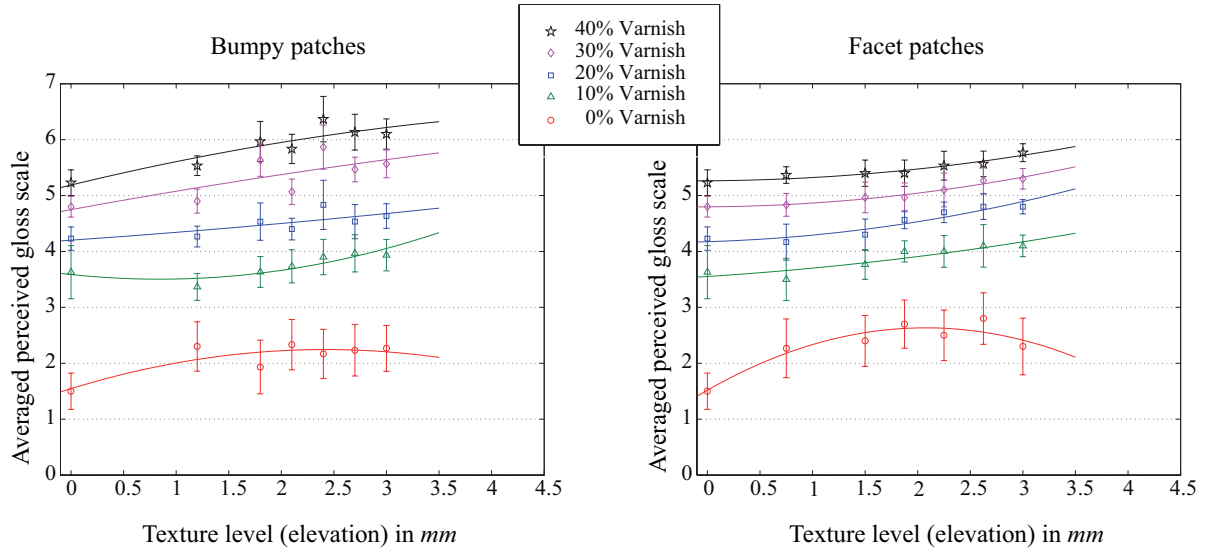 40% Varnish
30% Varnish
20% Varnish
10% Varnish
0% Varnish
Bumpy patches
Averaged perceived gloss scale
7
6
5
4
3
2
1
0
0 0.5 1 1.5 2 2.5 3 3.5 4 4.5
Texture level (elevation) in mm
Facet patches
Averaged perceived gloss scale
7
6
5
4
3
2
1
0
0 0.5 1 1.5 2 2.5 3 3.5 4 4.5
Texture level (elevation) in mm